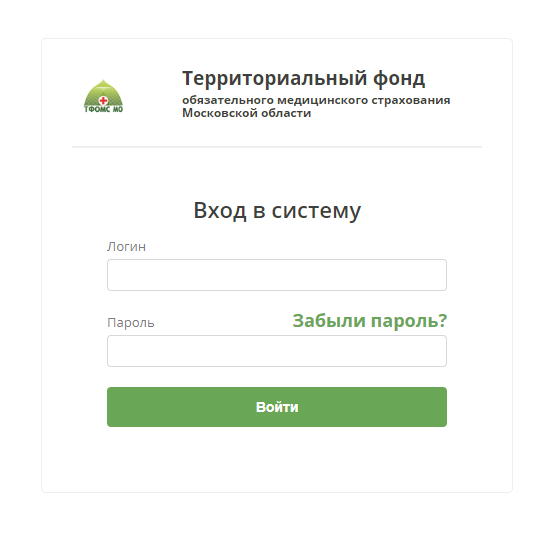 Территориальный фонд
обязательного медицинского страхования
Московской области
ТФОМС МО
Вход в систему
Логин
Пароль
Забыли пароль?
Войти